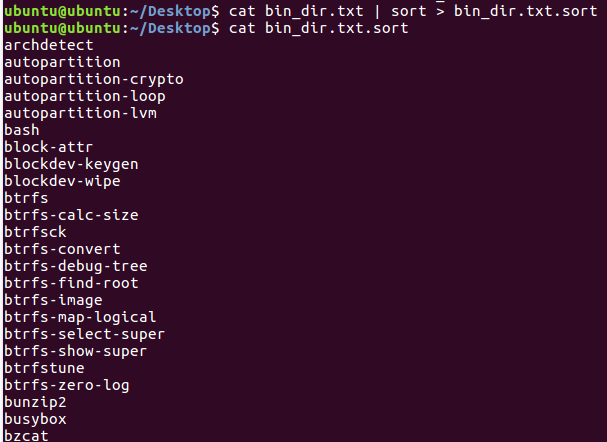 ubuntu@ubuntu:~/Desktop$ cat bin_dir.txt | sort > bin_dir.txt.sort
ubuntu@ubuntu:~/Desktop$ cat bin_dir.txt.sort
archdetect
autopartition
autopartition-crypto
autopartition-loop
autopartition-lvm
bash
block-attr
blockdev-keygen
blockdev-wipe
btrfs
btrfs-calc-size
btrfsck
btrfs-convert
btrfs-debug-tree
btrfs-find-root
btrfs-image
btrfs-map-logical
btrfs-select-super
btrfs-show-super
btrfstune
btrfs-zero-log
bunzip2
busybox
bzcat